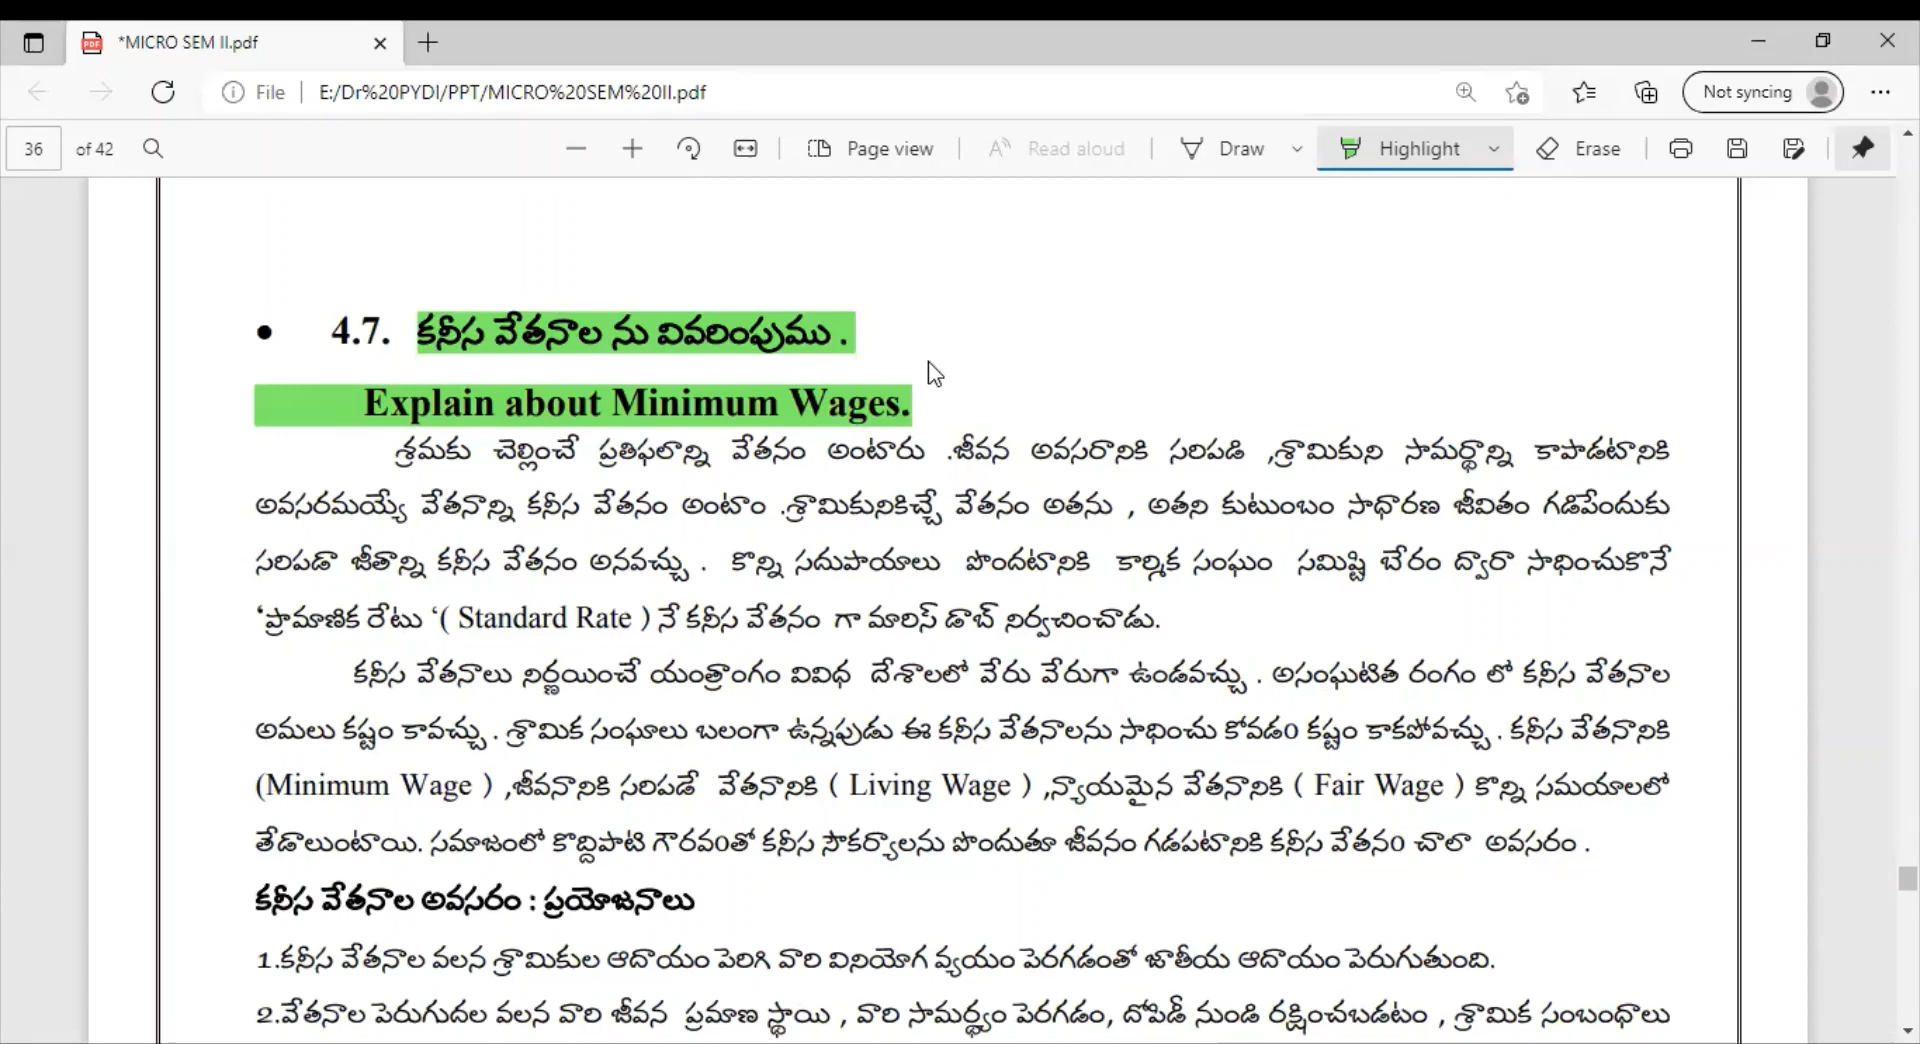 *MICRO SEM II.pdf
File E:/Dr%20PYDI/PPT/MICRO%20SEM%20II.pdf Not syncing
36 of 42 Page view Read aloud Draw Highlight Erase
• 4.7. కనీస వేతనాల ను వివరింపుము .
Explain about Minimum Wages.
శ్రమకు చెల్లించే ప్రతిఫలాన్ని వేతనం అంటారు .జీవన అవసరానికి సరిపడి ,శ్రామికుని సామర్థాన్ని కాపాడటానికి
అవసరమయ్యే వేతనాన్ని కనీస వేతనం అంటాం .శ్రామికునికిచ్చే వేతనం అతను , అతని కుటుంబం సాధారణ జీవితం గడిపేందుకు
సరిపడా జీతాన్ని కనీస వేతనం అనవచ్చు . కొన్ని సదుపాయాలు పొందటానికి కార్మిక సంఘం సమిష్టి బేరం ద్వారా సాధించుకొనే
‘ప్రామాణిక రేటు ‘( Standard Rate ) నే కనీస వేతనం గా మారిస్ డాబ్ నిర్వచించాడు.
కనీస వేతనాలు నిర్ణయించే యంత్రాంగం వివిధ దేశాలలో వేరు వేరుగా ఉండవచ్చు . అసంఘటిత రంగం లో కనీస వేతనాల
అమలు కష్టం కావచ్చు . శ్రామిక సంఘాలు బలంగా ఉన్నప్పుడు ఈ కనీస వేతనాలను సాధించు కోవడ0 కష్టం కాకపోవచ్చు . కనీస వేతనానికి
(Minimum Wage ) ,జీవనానికి సరిపడే వేతనానికి ( Living Wage ) ,న్యాయమైన వేతనానికి ( Fair Wage ) కొన్ని సమయాలలో
తేడాలుంటాయి. సమాజంలో కొద్దిపాటి గౌరవ0తో కనీస సౌకర్యాలను పొందుతూ జీవనం గడపటానికి కనీస వేతన0 చాలా అవసరం .
కనీస వేతనాల అవసరం : ప్రయోజనాలు
1.కనీస వేతనాల వలన శ్రామికుల ఆదాయం పెరిగి వారి వినియోగ వ్యయం పెరగడంతో జాతీయ ఆదాయం పెరుగుతుంది.
2.వేతనాల పెరుగుదల వలన వారి జీవన ప్రమాణ స్థాయి , వారి సామర్థ్యం పెరగడం, దోపిడీ నుండి రక్షించబడటం , శ్రామిక సంబంధాలు